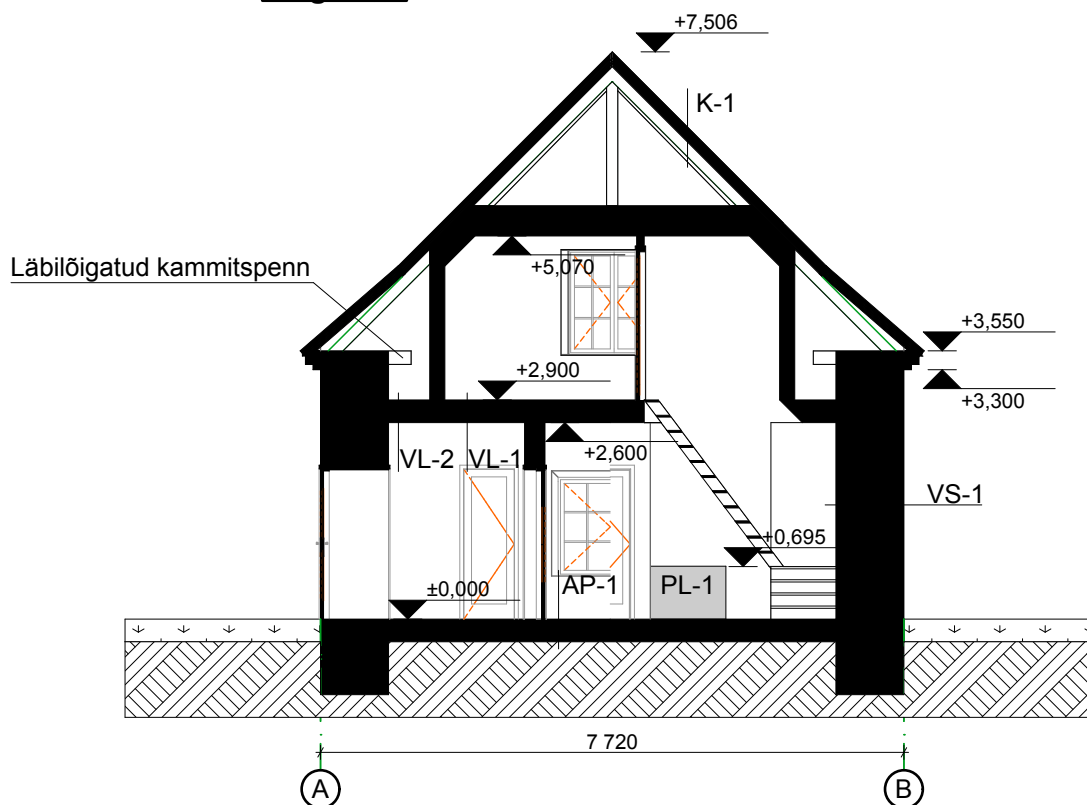 +7,506
K-1
Läbilõigatud kammitspenn
+5,070
+3,550
+2,900
+3,300
VL-2
VL-1
+2,600
VS-1
+0,695
±0,000
AP-1
PL-1
7 720
A
B